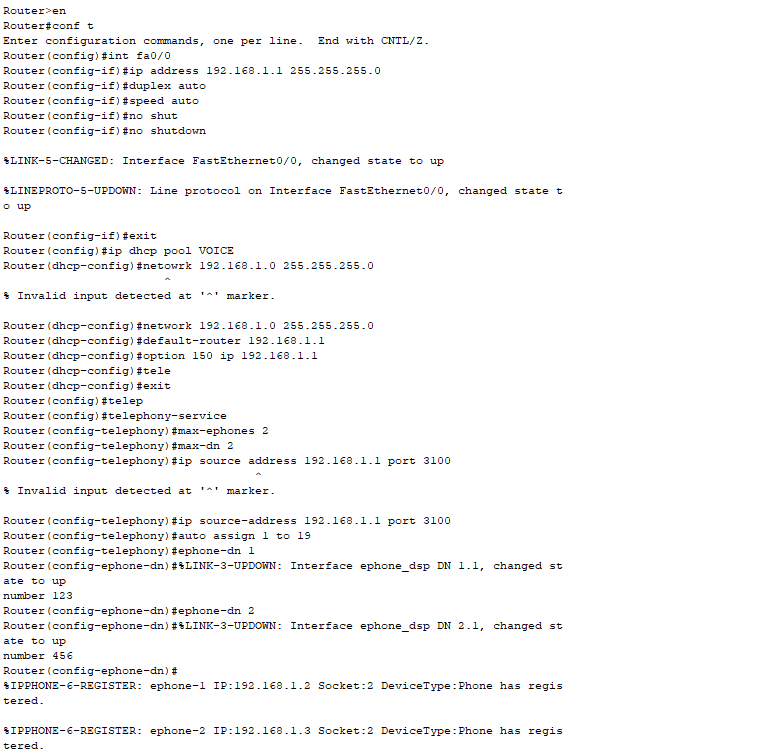 Router>en
Router#conf t
Enter configuration commands, one per line.  End with CNTL/Z.
Router(config)#int fa0/0
Router(config-if)#ip address 192.168.1.1 255.255.255.0
Router(config-if)#duplex auto
Router(config-if)#speed auto
Router(config-if)#no shut
Router(config-if)#no shutdown
%LINK-5-CHANGED: Interface FastEthernet0/0, changed state to up
%LINEPROTO-5-UPDOWN: Line protocol on Interface FastEthernet0/0, changed state t
o up
Router(config-if)#exit
Router(config)#ip dhcp pool VOICE
Router(dhcp-config)#netowrk 192.168.1.0 255.255.255.0
^
% Invalid input detected at '^' marker.
Router(dhcp-config)#network 192.168.1.0 255.255.255.0
Router(dhcp-config)#default-router 192.168.1.1
Router(dhcp-config)#option 150 ip 192.168.1.1
Router(dhcp-config)#tele
Router(dhcp-config)#exit
Router(config)#telep
Router(config)#telephony-service
Router(config-telephony)#max-ephones 2
Router(config-telephony)#max-dn 2
Router(config-telephony)#ip source address 192.168.1.1 port 3100
^
% Invalid input detected at '^' marker.
Router(config-telephony)#ip source-address 192.168.1.1 port 3100
Router(config-telephony)#auto assign 1 to 19
Router(config-telephony)#ephone-dn 1
Router(config-ephone-dn)#%LINK-3-UPDOWN: Interface ephone_dsp DN 1.1, changed st
ate to up
number 123
Router(config-ephone-dn)#ephone-dn 2
Router(config-ephone-dn)#%LINK-3-UPDOWN: Interface ephone_dsp DN 2.1, changed st
ate to up
number 456
Router(config-ephone-dn)#
%IPPHONE-6-REGISTER: ephone-1 IP:192.168.1.2 Socket:2 DeviceType:Phone has regis
tered.
%IPPHONE-6-REGISTER: ephone-2 IP:192.168.1.3 Socket:2 DeviceType:Phone has regis
tered.